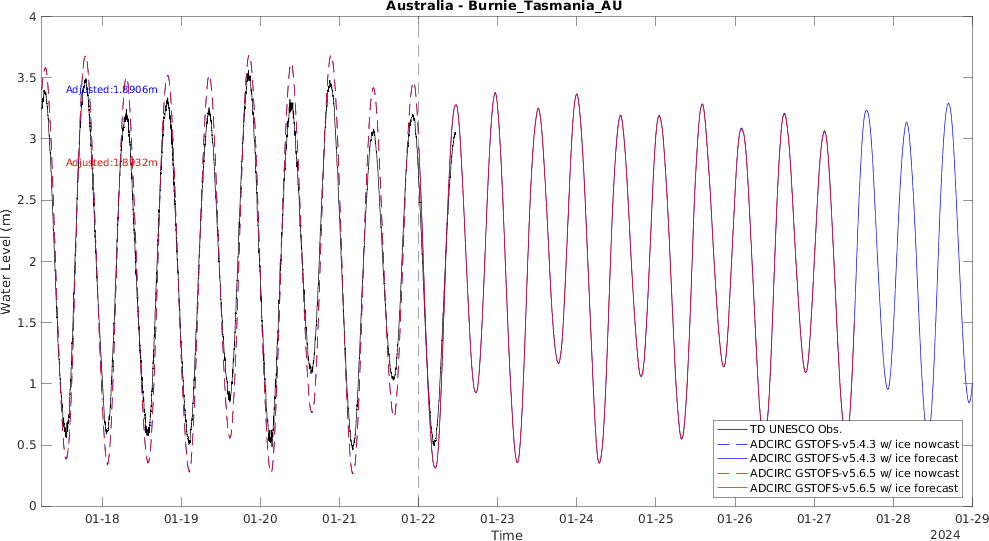 Australia - Burnie_Tasmania_AU
4
3.5
3
2.5
2
1.5
1
0.5
0
Water Level (m)
Adjusted:1.8906m
Adjusted:1.8932m
TD UNESCO Obs.
ADCIRC GSTOFS-v5.4.3 w/ ice nowcast
ADCIRC GSTOFS-v5.4.3 w/ ice forecast
ADCIRC GSTOFS-v5.6.5 w/ ice nowcast
ADCIRC GSTOFS-v5.6.5 w/ ice forecast
01-18 01-19 01-20 01-21 01-22 01-23 01-24 01-25 01-26 01-27 01-28 01-29
Time
2024